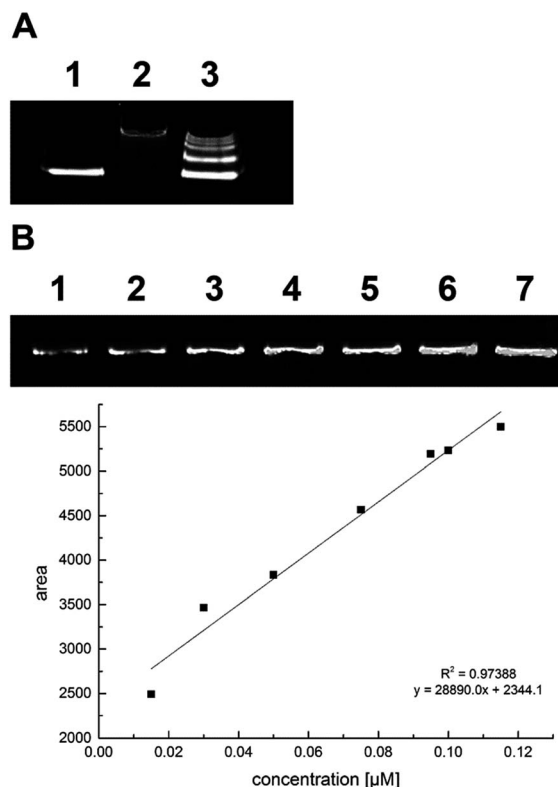 A
1 2 3
B
1 2 3 4 5 6 7
5500
5000
4500
4000
3500
3000
2500
2000
area
R² = 0.97388
y = 28890.0x + 2344.1
0.00 0.02 0.04 0.06 0.08 0.10 0.12
concentration [µM]